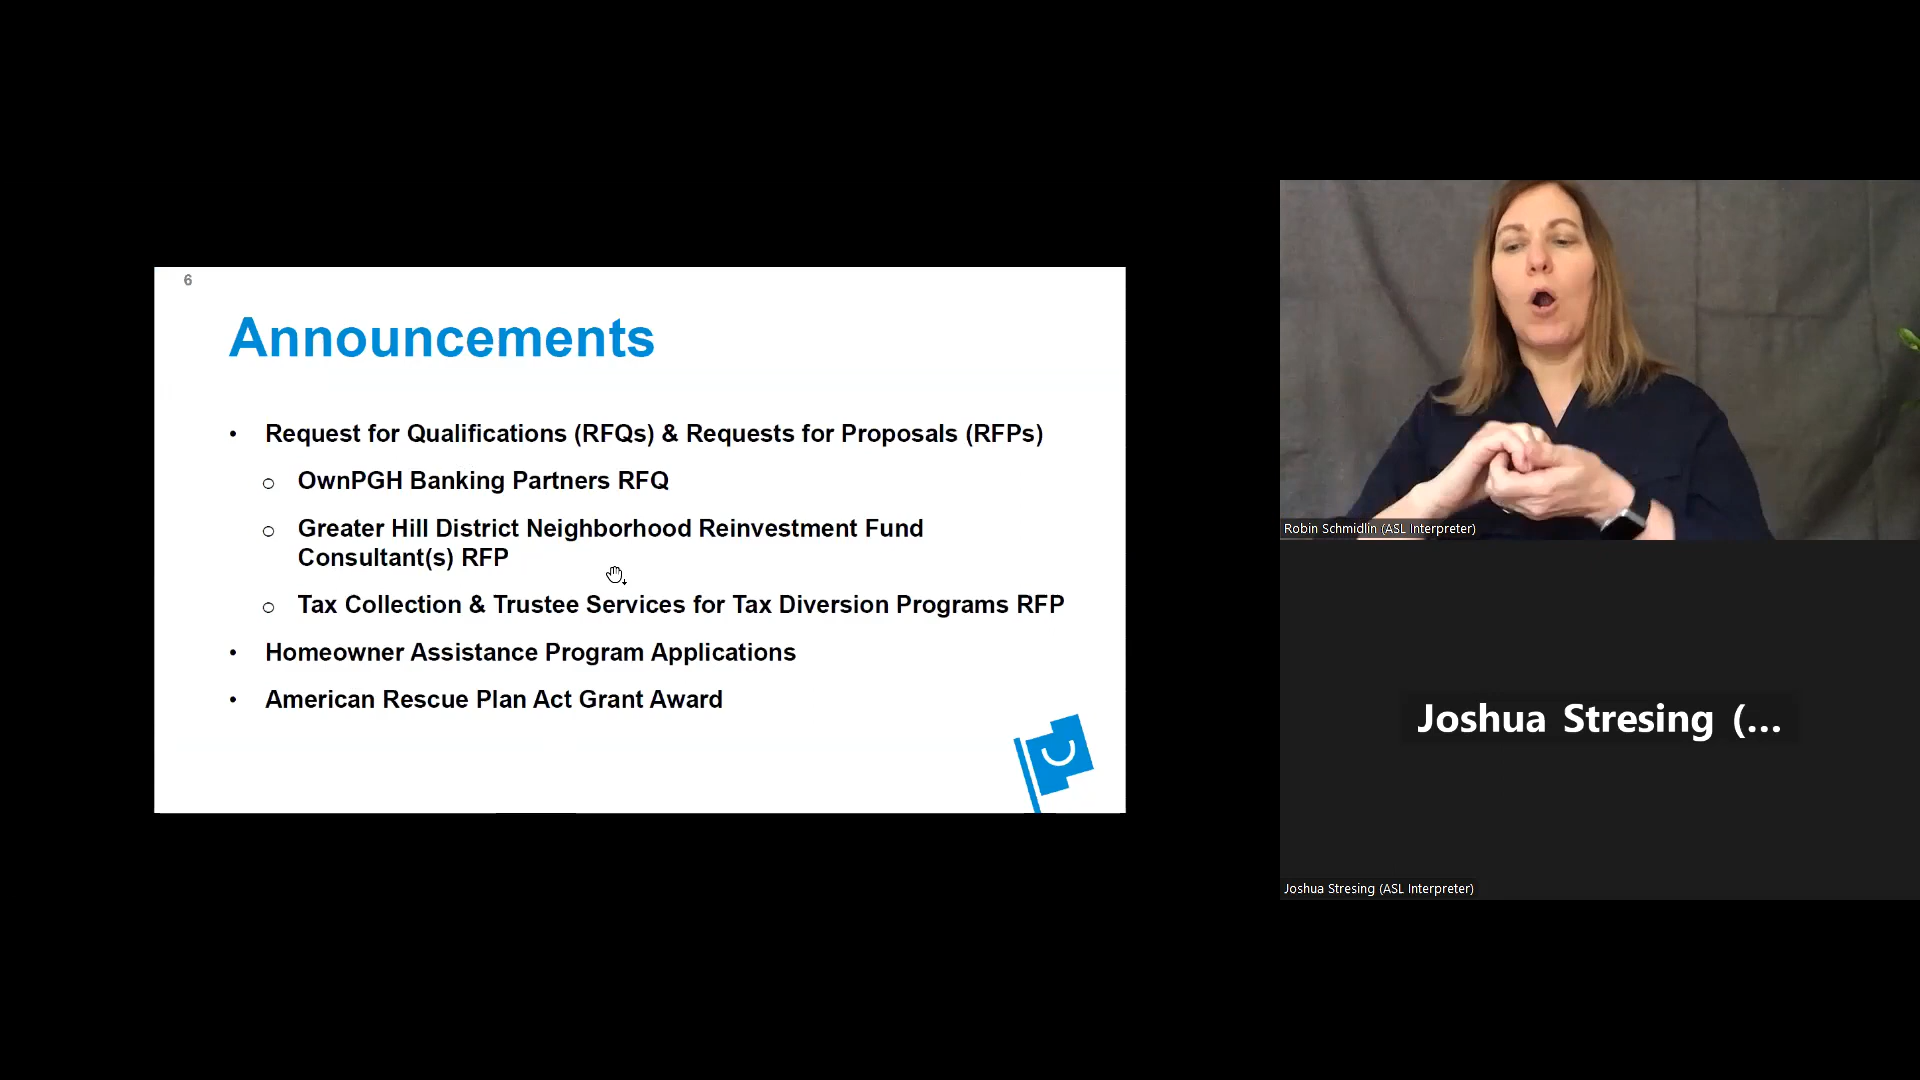 6
Announcements
• Request for Qualifications (RFQs) & Requests for Proposals (RFPs)
○ OwnPGH Banking Partners RFQ
○ Greater Hill District Neighborhood Reinvestment Fund
Consultant(s) RFP
○ Tax Collection & Trustee Services for Tax Diversion Programs RFP
• Homeowner Assistance Program Applications
• American Rescue Plan Act Grant Award
Robin Schmidlin (ASL Interpreter)
Joshua Stresing (...
Joshua Stresing (ASL Interpreter)